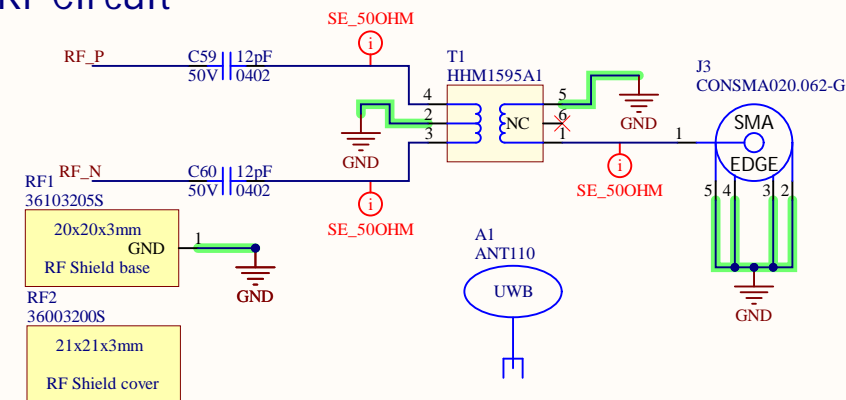 RF Circuit
SE_50OHM
RF_P
C59 12pF
50V 0402
T1
HHM1595A1
J3
CONSMA020.062-G
4
2
3
5
6
1
NC
GND
GND
1
SMA
EDGE
SE_50OHM
5 4 3 2
GND
RF_N
C60 12pF
50V 0402
SE_50OHM
RF1
36103205S
20x20x3mm
GND
RF Shield base
1
GND
A1
ANT110
UWB
RF2
36003200S
21x21x3mm
RF Shield cover